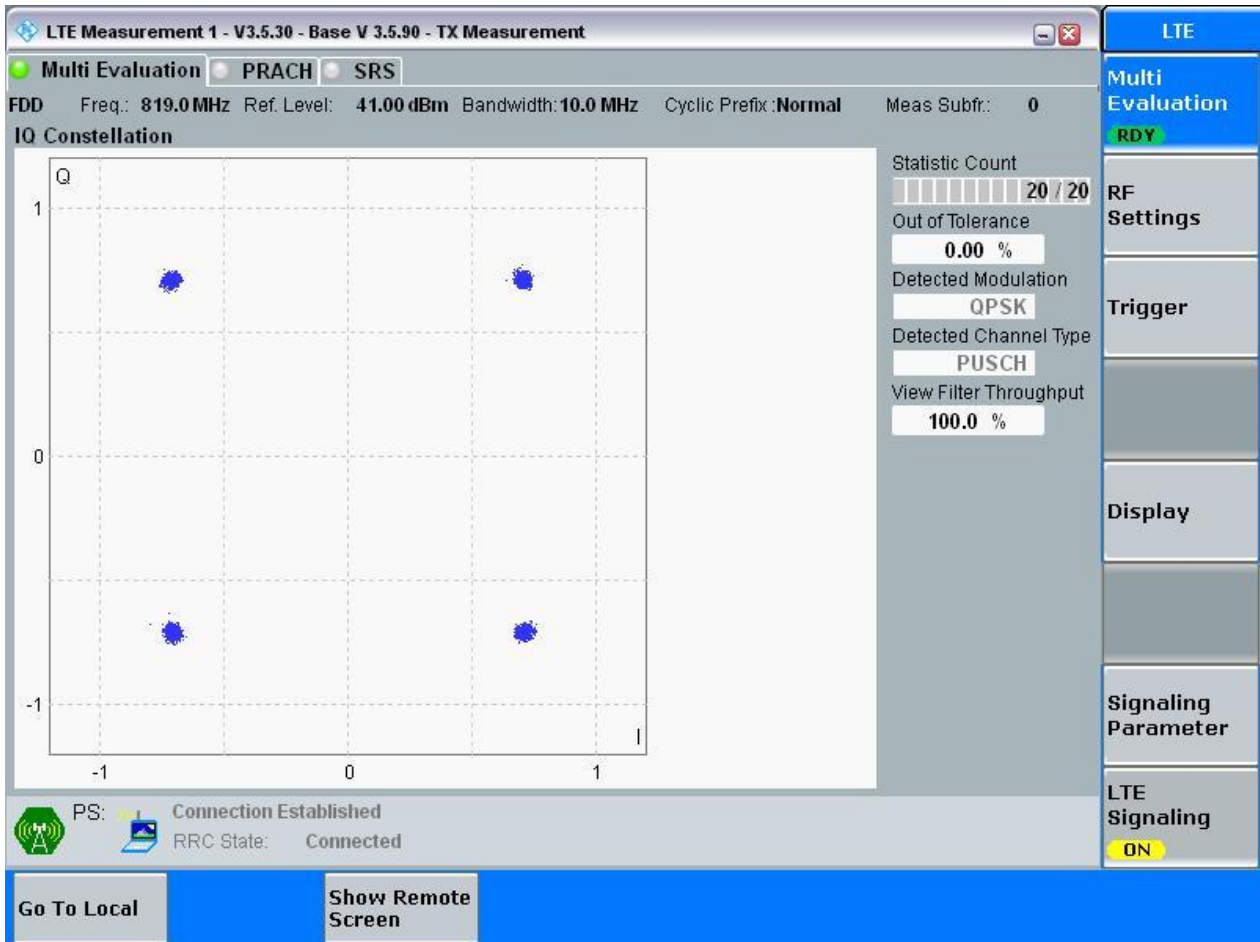 LTE Measurement 1 - V3.5.30 - Base V 3.5.90 - TX Measurement
LTE
Multi Evaluation PRACH SRS
FDD Freq.: 819.0 MHz Ref. Level: 41.00 dBm Bandwidth: 10.0 MHz Cyclic Prefix :Normal Meas Subfr.: 0
IQ Constellation
Q
1
0
-1
I
-1 0 1
Statistic Count
20 / 20
Out of Tolerance
0.00 %
Detected Modulation
QPSK
Detected Channel Type
PUSCH
View Filter Throughput
100.0 %
Multi
Evaluation
RDY
RF
Settings
Trigger
Display
Signaling
Parameter
LTE
Signaling
ON
PS: Connection Established
RRC State: Connected
Go To Local
Show Remote
Screen